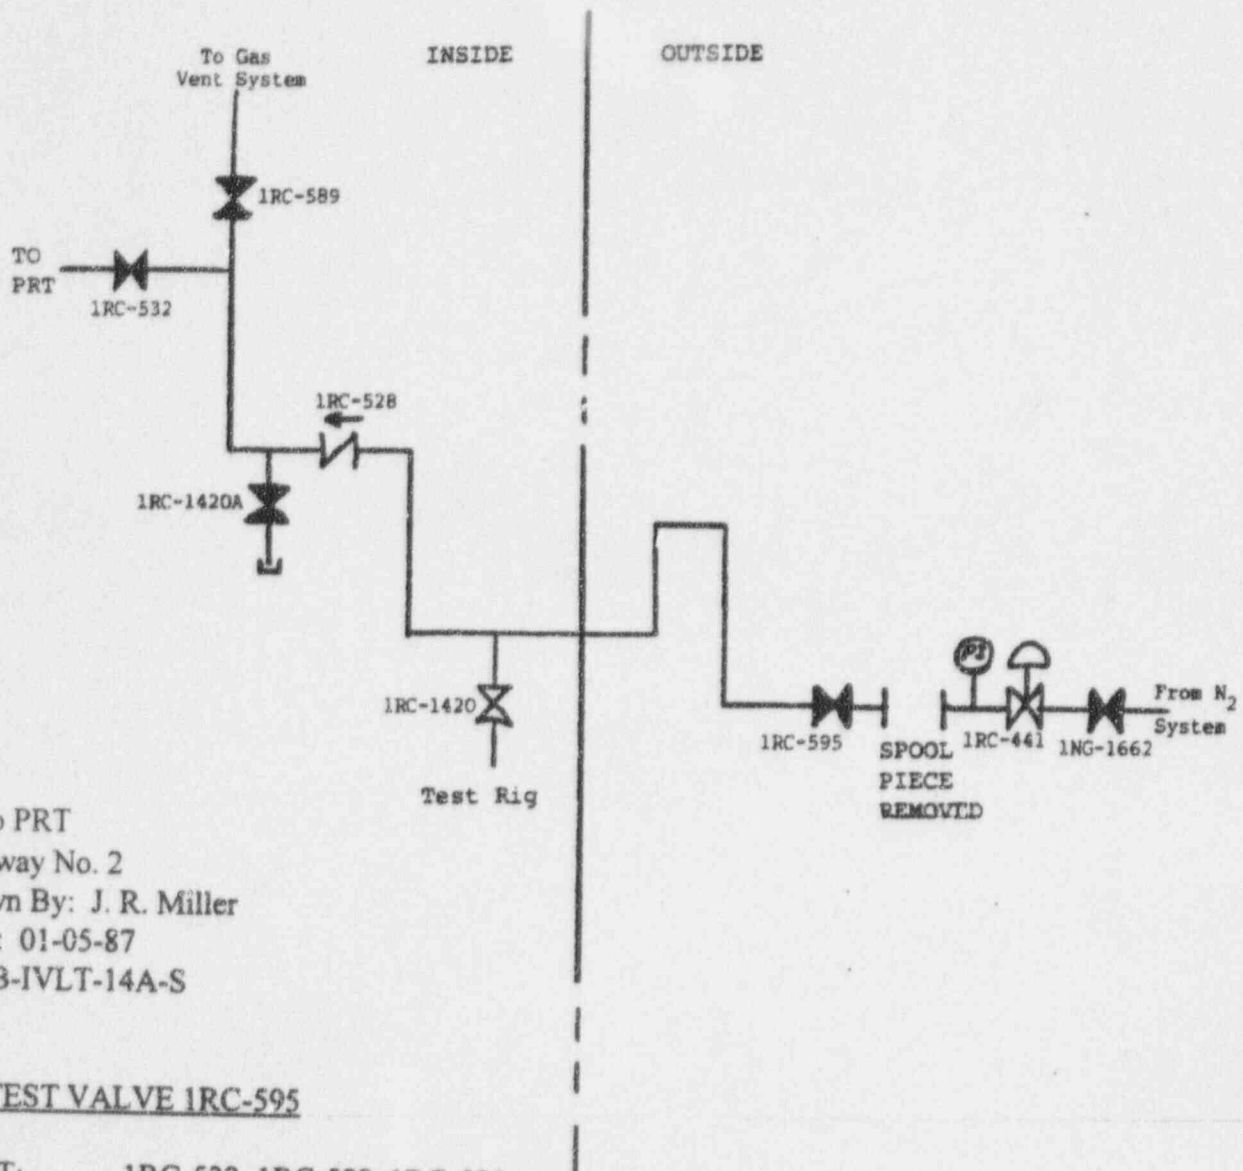 To Gas
Vent System
INSIDE
OUTSIDE
1RC-589
TO
PRT
1RC-532
1RC-528
1RC-1420A
1RC-1420
Test Rig
PI
1RC-595
SPOOL
PIECE
REMOVED
1RC-441
1NG-1662
From N2
System
PRT
way No. 2
By: J. R. Miller
01-05-87
-IVLT-14A-S
TEST VALVE 1RC-595